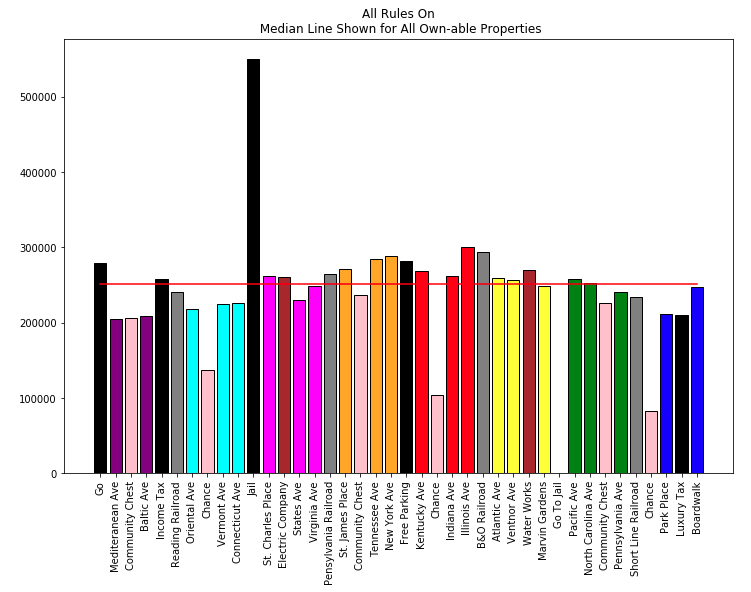 All Rules On
Median Line Shown for All Own-able Properties
500000
400000
300000
200000
100000
0
Go
Mediteranean Ave
Community Chest
Baltic Ave
Income Tax
Reading Railroad
Oriental Ave
Chance
Vermont Ave
Connecticut Ave
Jail
St. Charles Place
Electric Company
States Ave
Virginia Ave
Pensylvania Railroad
St. James Place
Community Chest
Tennessee Ave
New York Ave
Free Parking
Kentucky Ave
Chance
Indiana Ave
Illinois Ave
B&O Railroad
Atlantic Ave
Ventnor Ave
Water Works
Marvin Gardens
Go To Jail
Pacific Ave
North Carolina Ave
Community Chest
Pennsylvania Ave
Short Line Railroad
Chance
Park Place
Luxury Tax
Boardwalk